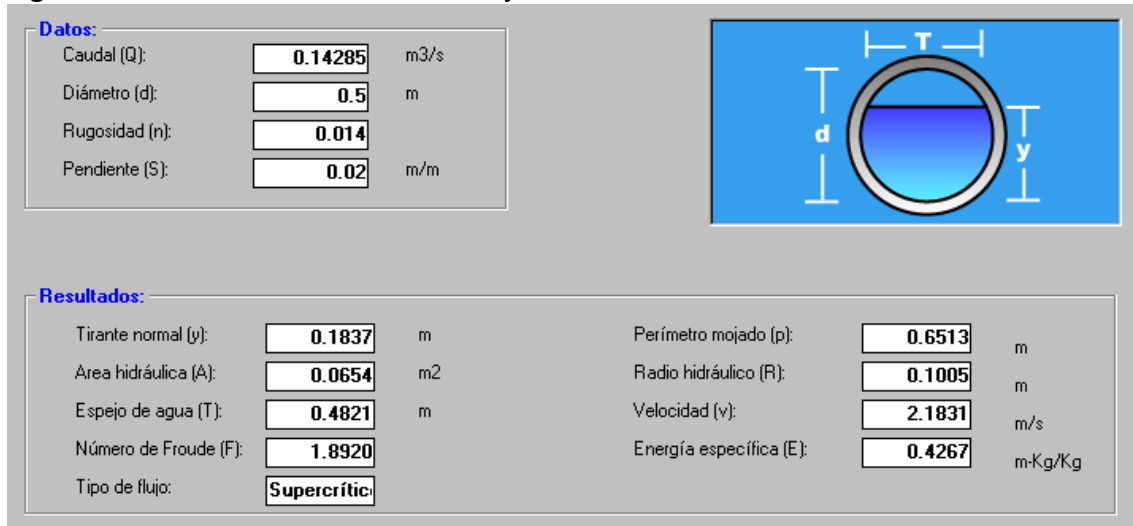 Datos:
Caudal (Q): 0.14285 m3/s
Diámetro (d): 0.5 m
Rugosidad (n): 0.014
Pendiente (S): 0.02 m/m
T
d
y
Resultados:
Tirante normal (y): 0.1837 m
Area hidráulica (A): 0.0654 m2
Espejo de agua (T): 0.4821 m
Número de Froude (F): 1.8920
Tipo de flujo: Supercrític
Perímetro mojado (p): 0.6513 m
Radio hidráulico (R): 0.1005 m
Velocidad (v): 2.1831 m/s
Energía específica (E): 0.4267 m-Kg/Kg